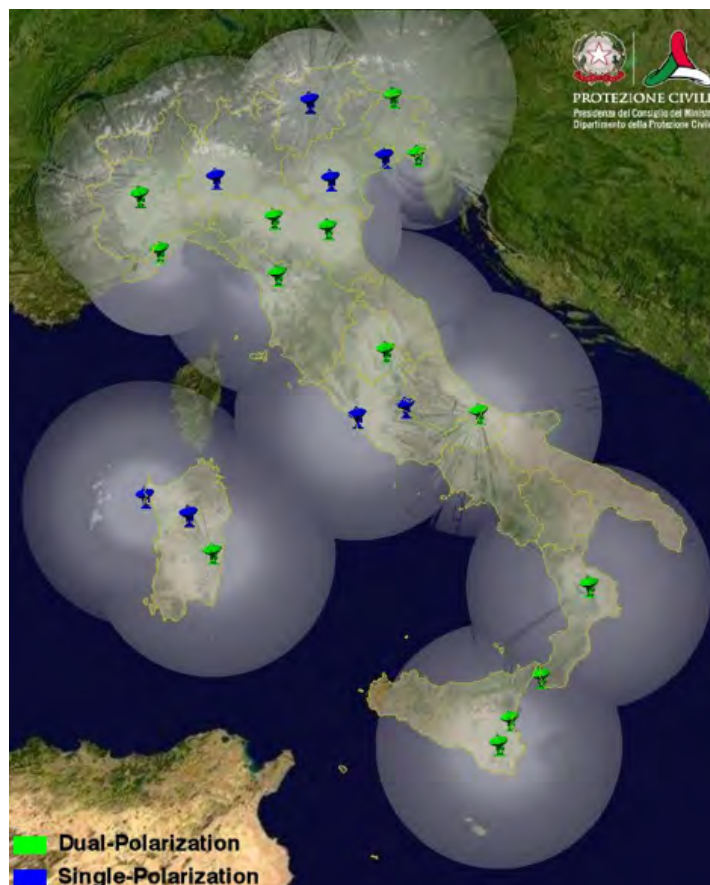 PROTEZIONE CIVILE
Presidenza del Consiglio dei Ministri
Dipartimento della Protezione Civile
Dual-Polarization
Single-Polarization